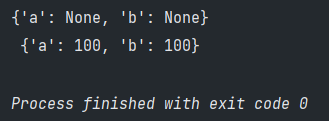 {'a': None, 'b': None}
 {'a': 100, 'b': 100}
Process finished with exit code 0